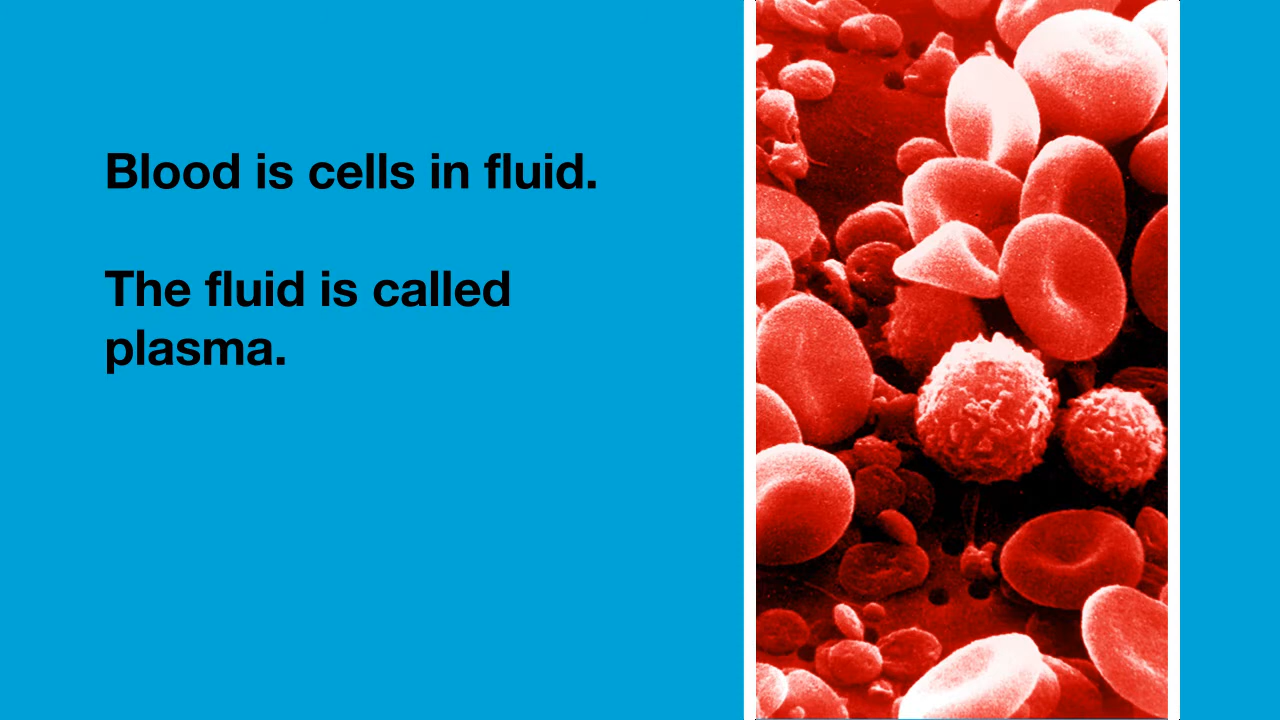 Blood is cells in fluid.
The fluid is called
plasma.